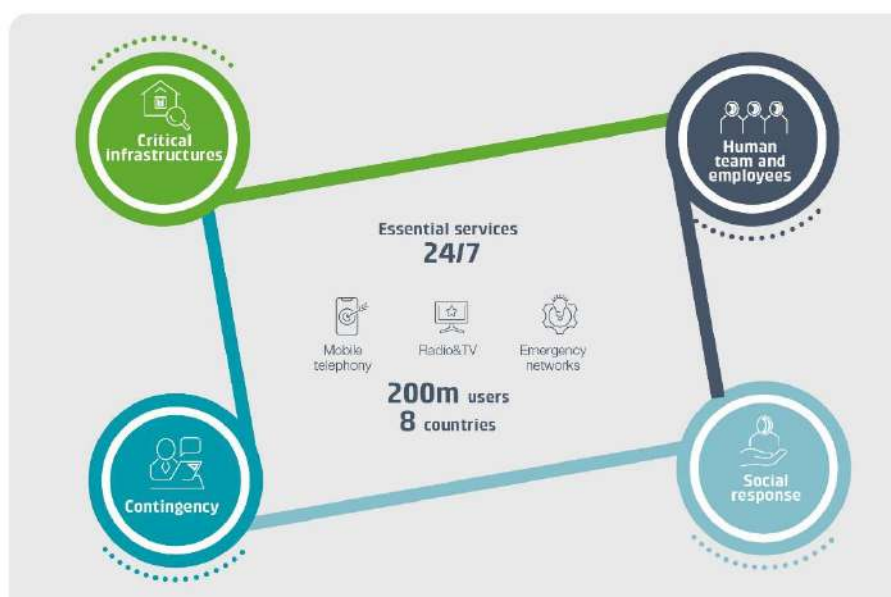 Critical
infrastructures
Human
team and
employees
Essential services
24/7
Mobile
telephony
Radio&TV
Emergency
networks
200m users
8 countries
Contingency
Social
response